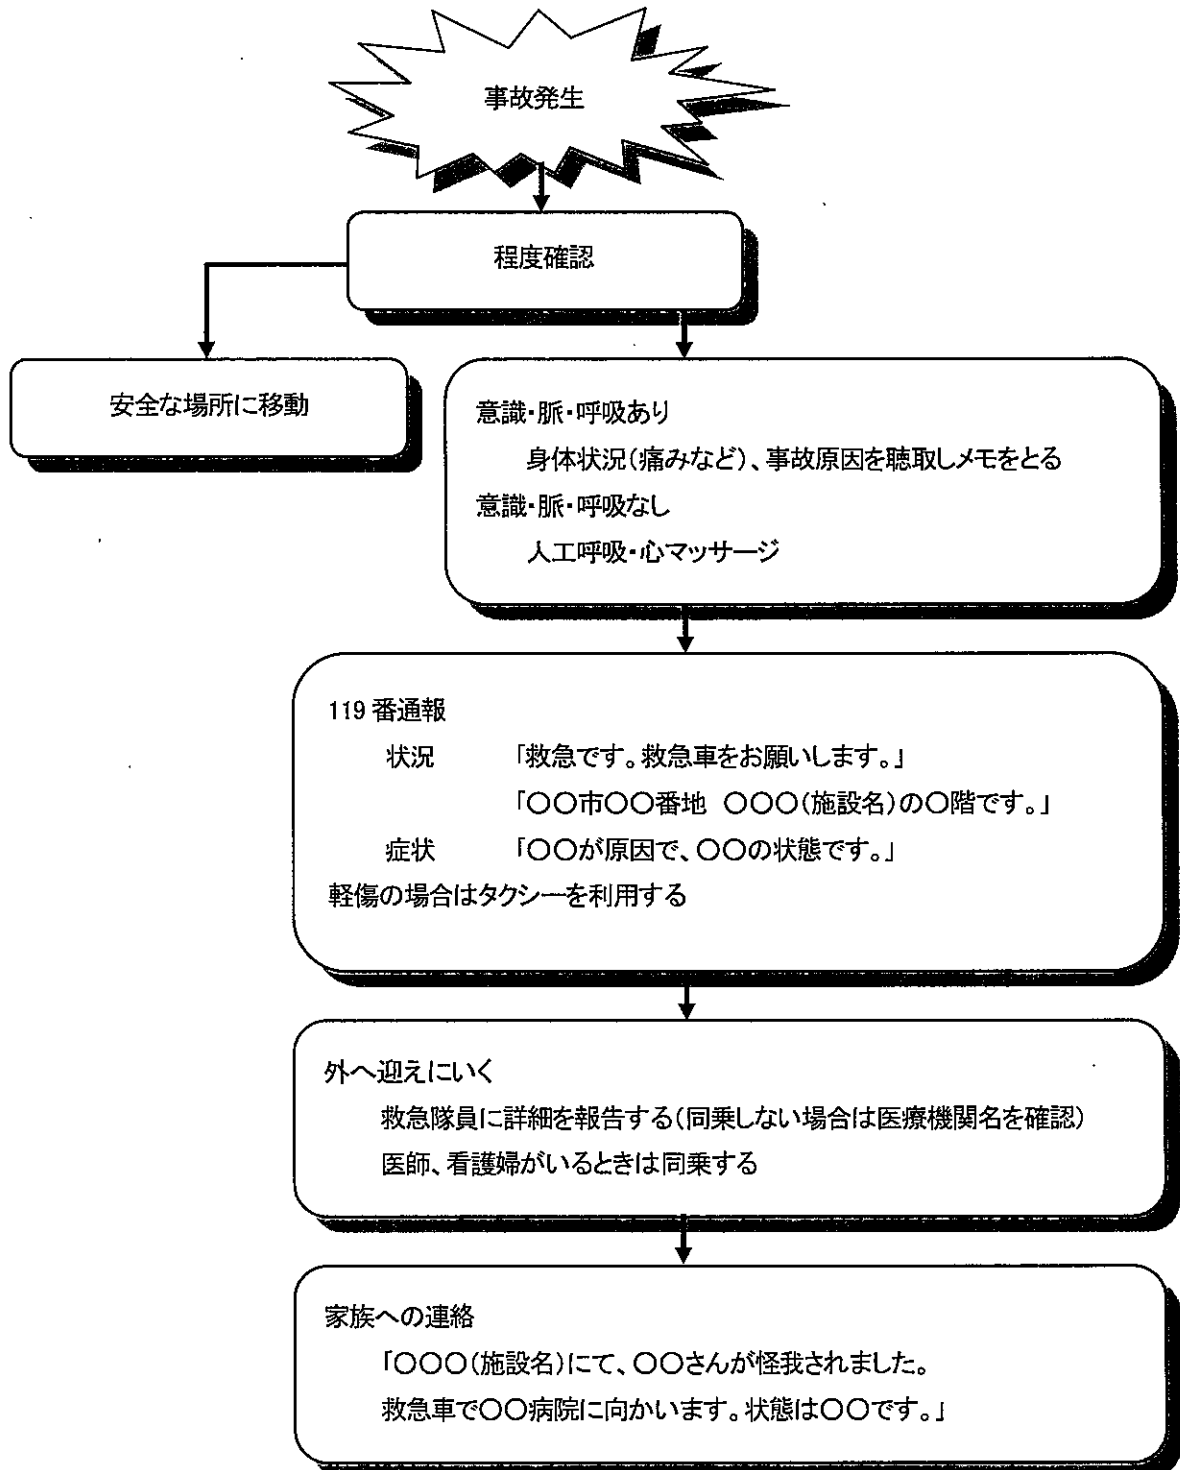 事故発生
程度確認
安全な場所に移動
意識・脈・呼吸あり
身体状況(痛みなど)、事故原因を聴取しメモをとる
意識・脈・呼吸なし
人工呼吸・心マッサージ
119番通報
状況 「救急です。救急車をお願いします。」
「〇〇市〇〇番地 〇〇〇(施設名)の〇階です。」
症状 「〇〇が原因で、〇〇の状態です。」
軽傷の場合はタクシーを利用する
外へ迎えにいく
救急隊員に詳細を報告する(同乗しない場合は医療機関名を確認)
医師、看護婦がいるときは同乗する
家族への連絡
「〇〇〇(施設名)にて、〇〇さんが怪我されました。
救急車で〇〇病院に向かいます。状態は〇〇です。」